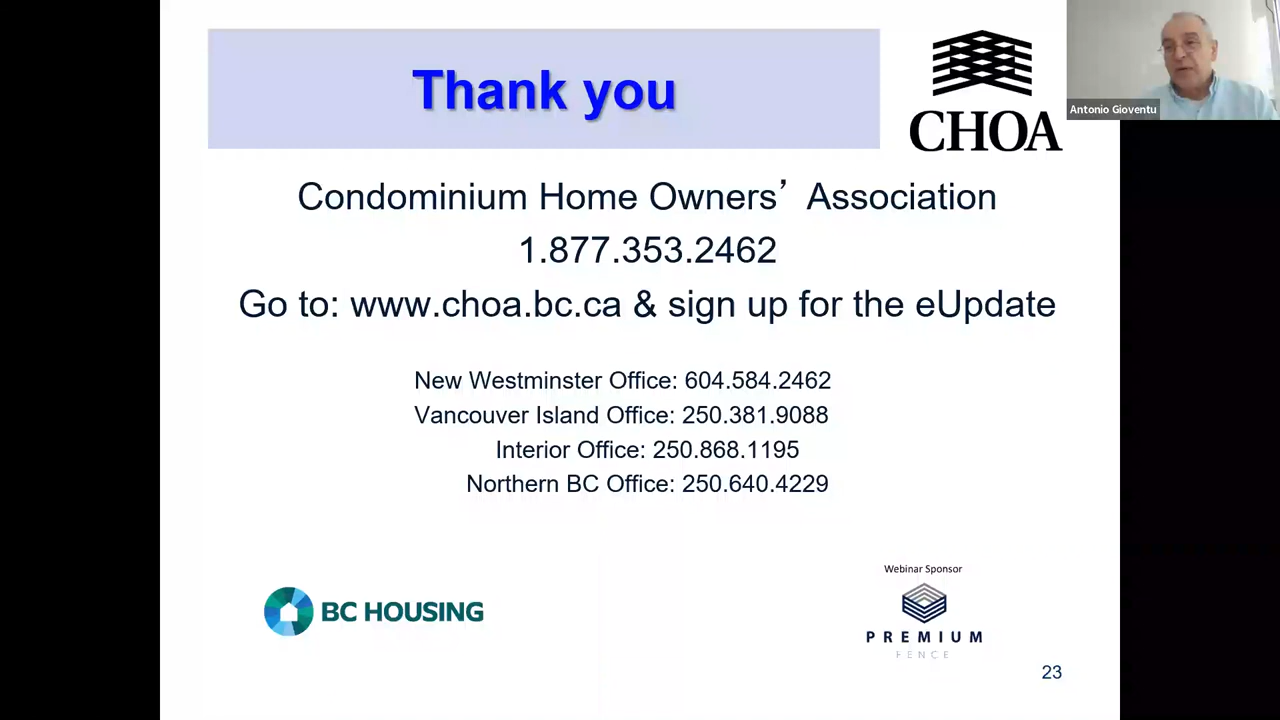 Thank you
CHOA
Antonio Gioventu
Condominium Home Owners’ Association
1.877.353.2462
Go to: www.choa.bc.ca & sign up for the eUpdate
New Westminster Office: 604.584.2462
Vancouver Island Office: 250.381.9088
Interior Office: 250.868.1195
Northern BC Office: 250.640.4229
BC HOUSING
Webinar Sponsor
PREMIUM
FENCE
23